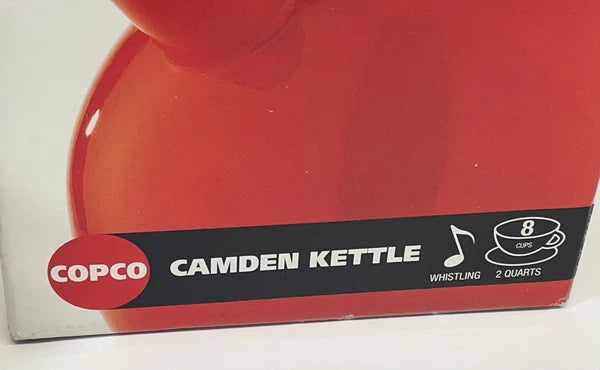 COPCO
CAMDEN KETTLE
WHISTLING
8
CUPS
2 QUARTS